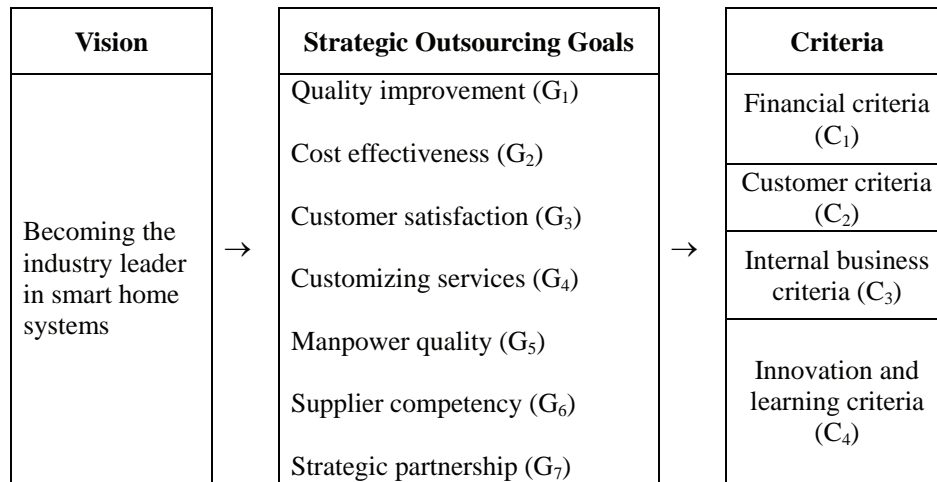 Vision
Becoming the
industry leader
in smart home
systems
→
Strategic Outsourcing Goals
Quality improvement (G₁)
Cost effectiveness (G₂)
Customer satisfaction (G₃)
Customizing services (G₄)
Manpower quality (G₅)
Supplier competency (G₆)
Strategic partnership (G₇)
→
Criteria
Financial criteria
(C₁)
Customer criteria
(C₂)
Internal business
criteria (C₃)
Innovation and
learning criteria
(C₄)